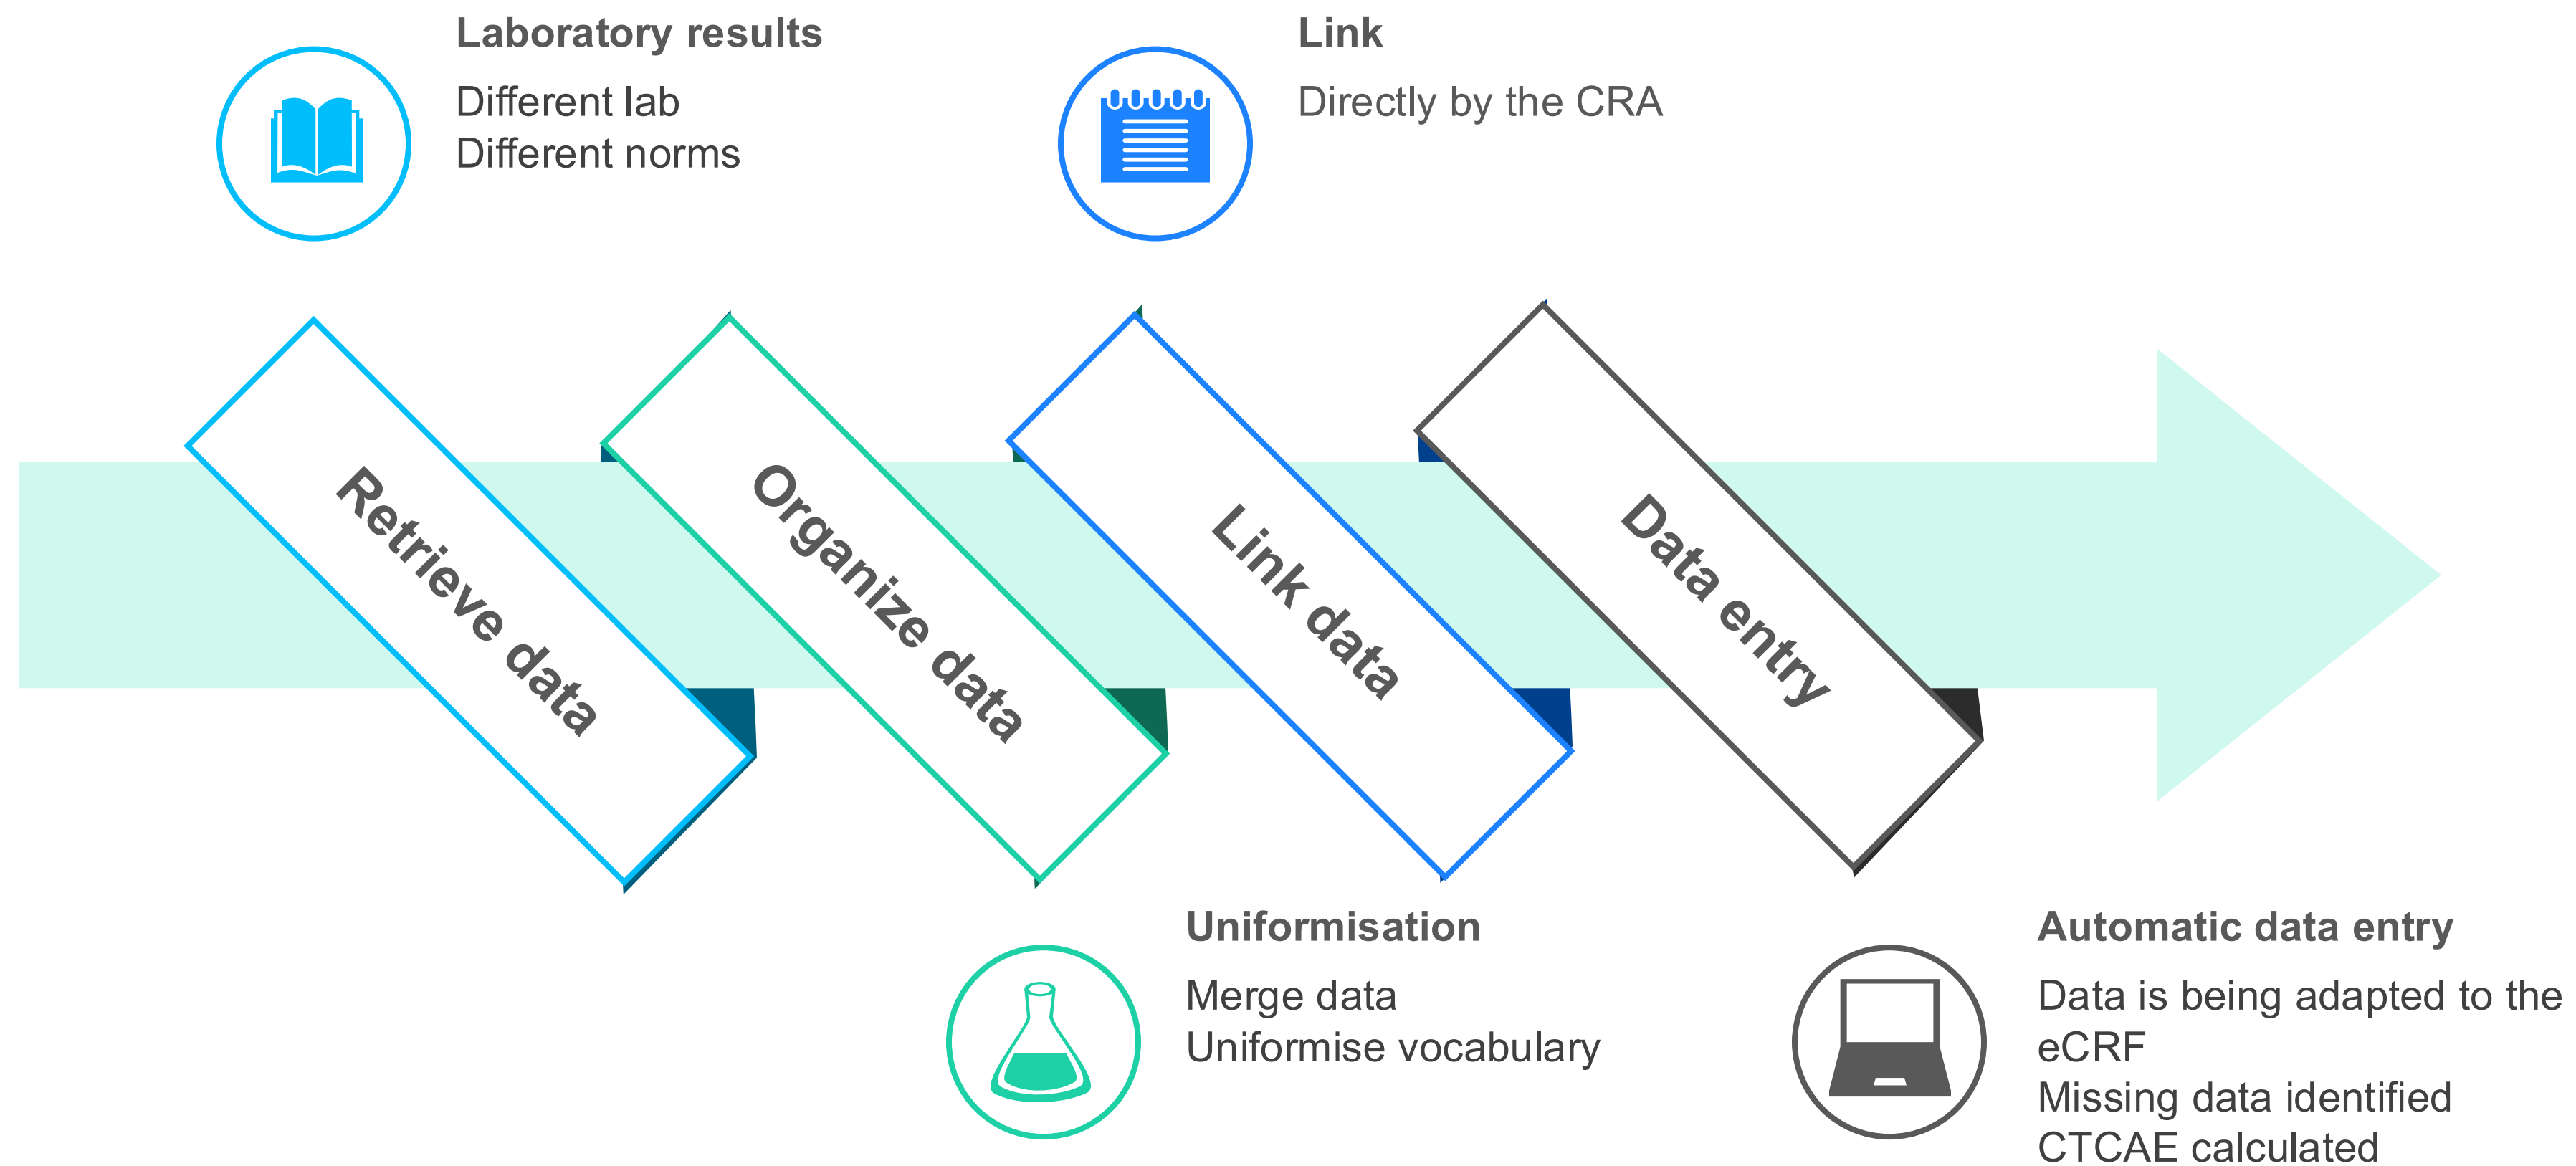 Laboratory results
Different lab
Different norms
Link
Directly by the CRA
Retrieve data
Organize data
Link data
Data entry
Uniformisation
Merge data
Uniformise vocabulary
Automatic data entry
Data is being adapted to the
eCRF
Missing data identified
CTCAE calculated